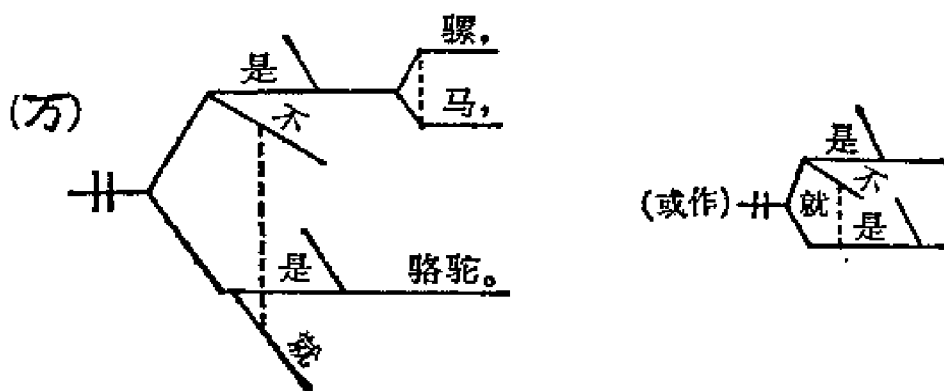 骡，
是
马，
不
(万)
是
骆驼。
就
(或作)
是
不
就
是